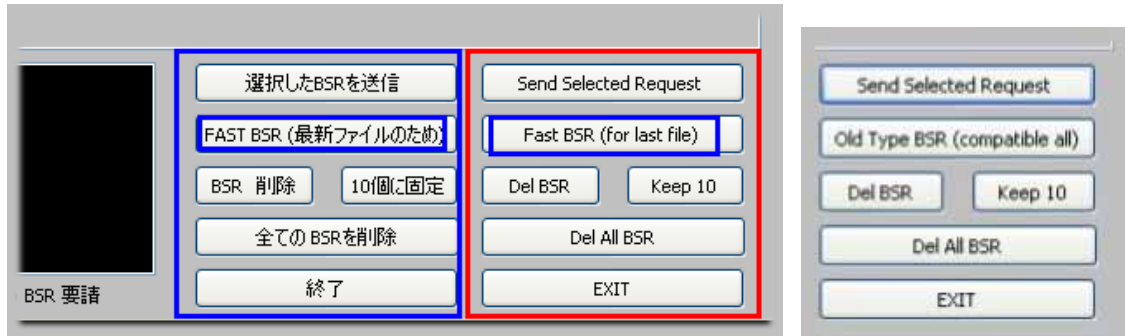 選択したBSRを送信
FAST BSR (最新ファイルのため)
BSR 削除
10個に固定
全ての BSRを削除
終了
BSR 要請
Send Selected Request
Fast BSR (for last file)
Del BSR
Keep 10
Del All BSR
EXIT
Send Selected Request
Old Type BSR (compatible all)
Del BSR
Keep 10
Del All BSR
EXIT